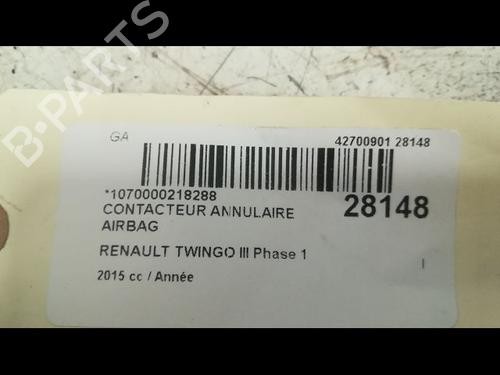 B-PARTS
GA
42700901 28148
*1070000218288
CONTACTEUR ANNULAIRE
AIRBAG
28148
RENAULT TWINGO III Phase 1
2015 cc / Année